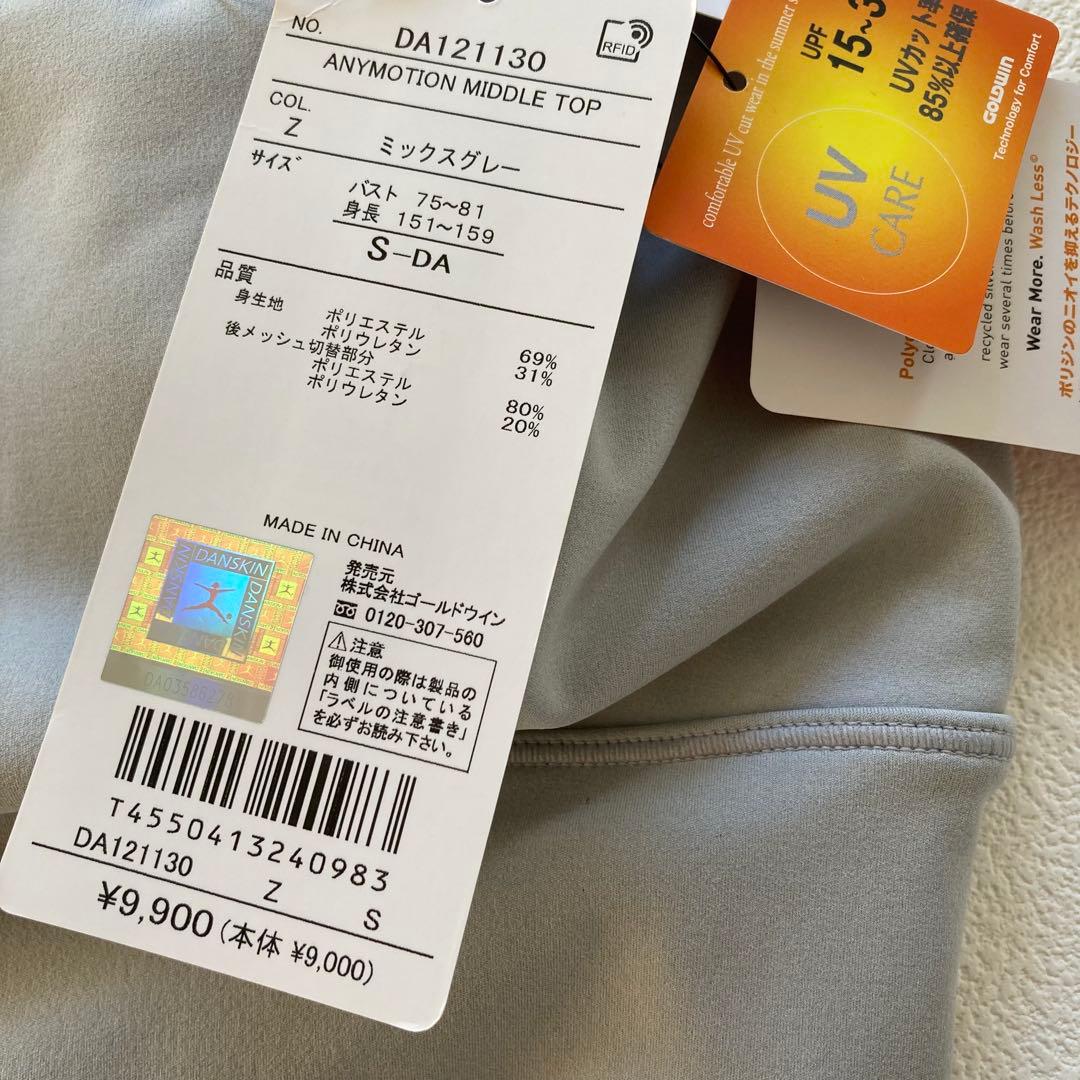 NO.
DA121130
RFID
ANYMOTION MIDDLE TOP
COL.
Z
ミックスグレー
サイズ
バスト 75~81
身長 151~159
S-DA
品質
身生地
ポリエステル 69%
ポリウレタン 31%
後メッシュ切替部分
ポリエステル 80%
ポリウレタン 20%
MADE IN CHINA
発売元
株式会社ゴールドウイン
0120-307-560
注意
御使用の際は製品の
内側についている
「ラベルの注意書き」
を必ずお読み下さい。
DANSKIN
DANSKIN
DANSKIN
T4550413240983
DA121130 Z S
¥9,900(本体 ¥9,000)
comfortable UV cut wear in the summer
UV
CARE
UPF
15~3
UVカット率
85%以上確保
GOLDWIN
Technology for Comfort
recycled
wear several times before
Wear More. Wash Less©
ポリジンのニオイを抑えるテクノロジー